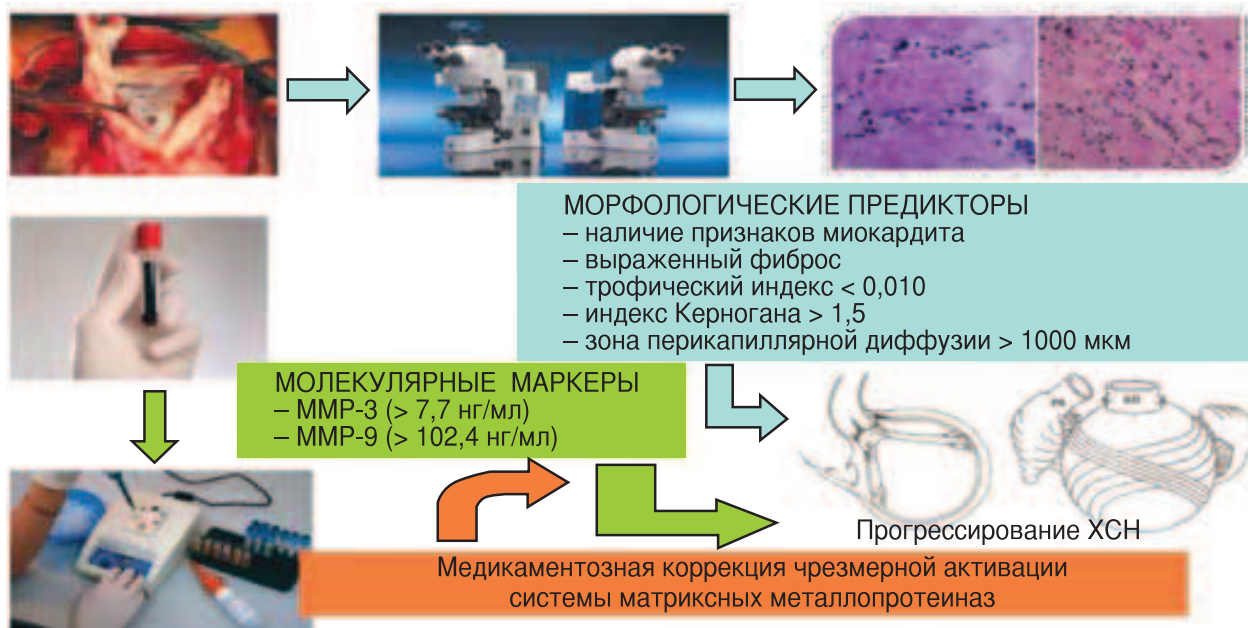 МОРФОЛОГИЧЕСКИЕ ПРЕДИКТОРЫ
– наличие признаков миокардита
– выраженный фиброс
– трофический индекс < 0,010
– индекс Керногана > 1,5
– зона перикапиллярной диффузии > 1000 мкм
МОЛЕКУЛЯРНЫЕ МАРКЕРЫ
– ММР-3 (> 7,7 нг/мл)
– ММР-9 (> 102,4 нг/мл)
Прогрессирование ХСН
Медикаментозная коррекция чрезмерной активации
системы матриксных металлопротеиназ